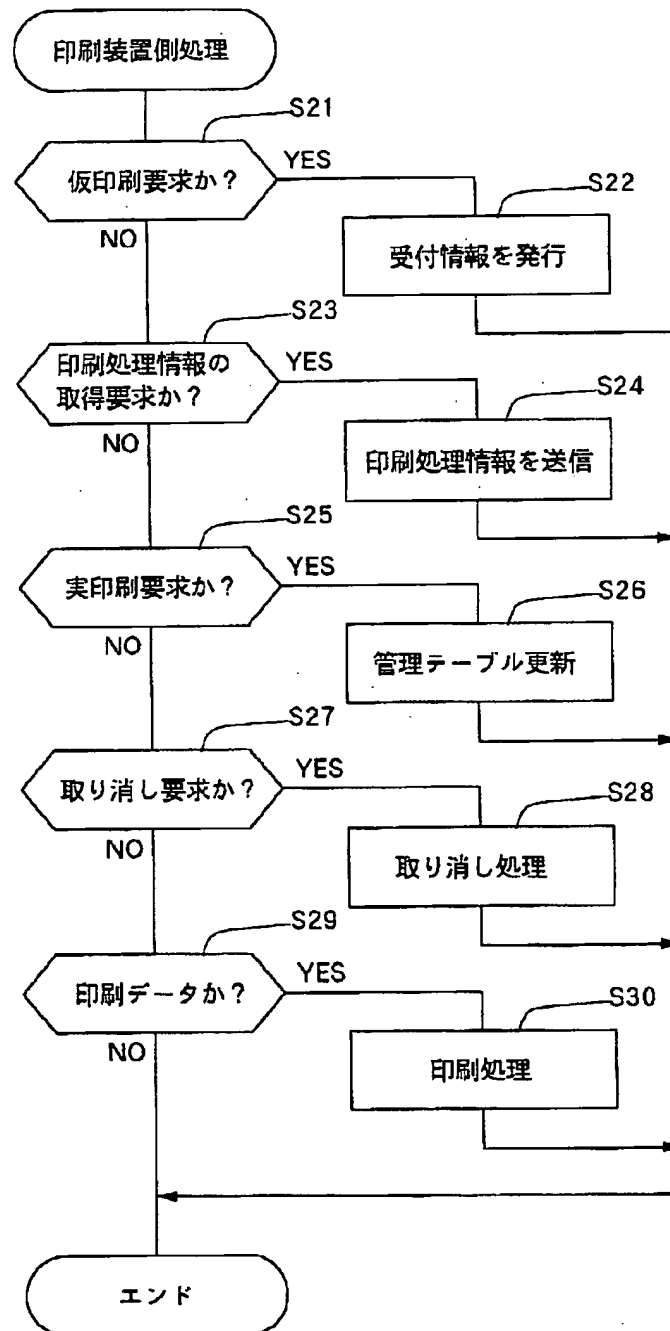 印刷装置側処理
S21
仮印刷要求か?
YES
S22
NO
受付情報を発行
S23
印刷処理情報の
取得要求か?
YES
S24
NO
印刷処理情報を送信
S25
実印刷要求か?
YES
S26
NO
管理テーブル更新
S27
取り消し要求か?
YES
S28
NO
取り消し処理
S29
印刷データか?
YES
S30
NO
印刷処理
エンド